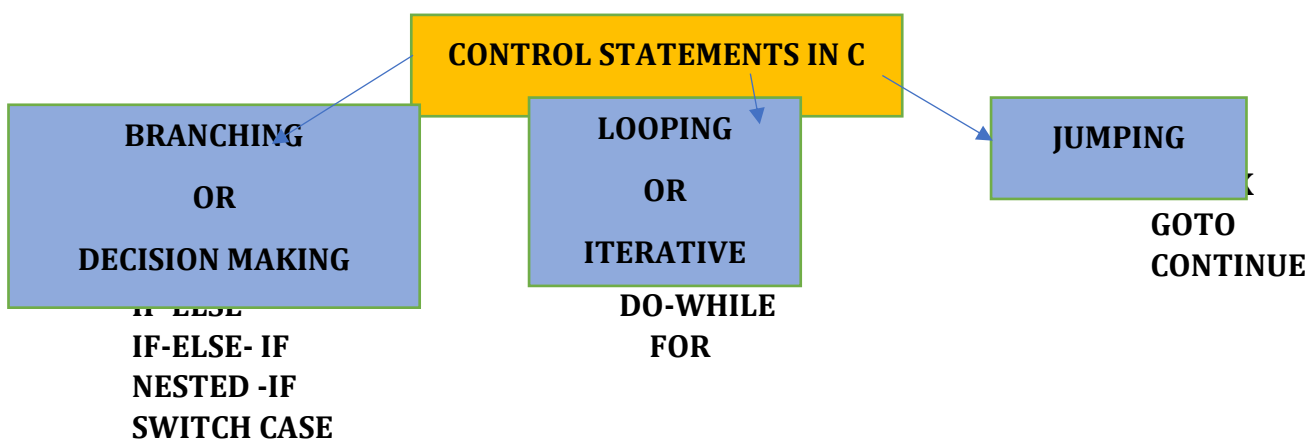 CONTROL STATEMENTS IN C
BRANCHING
OR
DECISION MAKING
IF-ELSE- IF
NESTED -IF
SWITCH CASE
LOOPING
OR
ITERATIVE
DO-WHILE
FOR
JUMPING
GOTO
CONTINUE